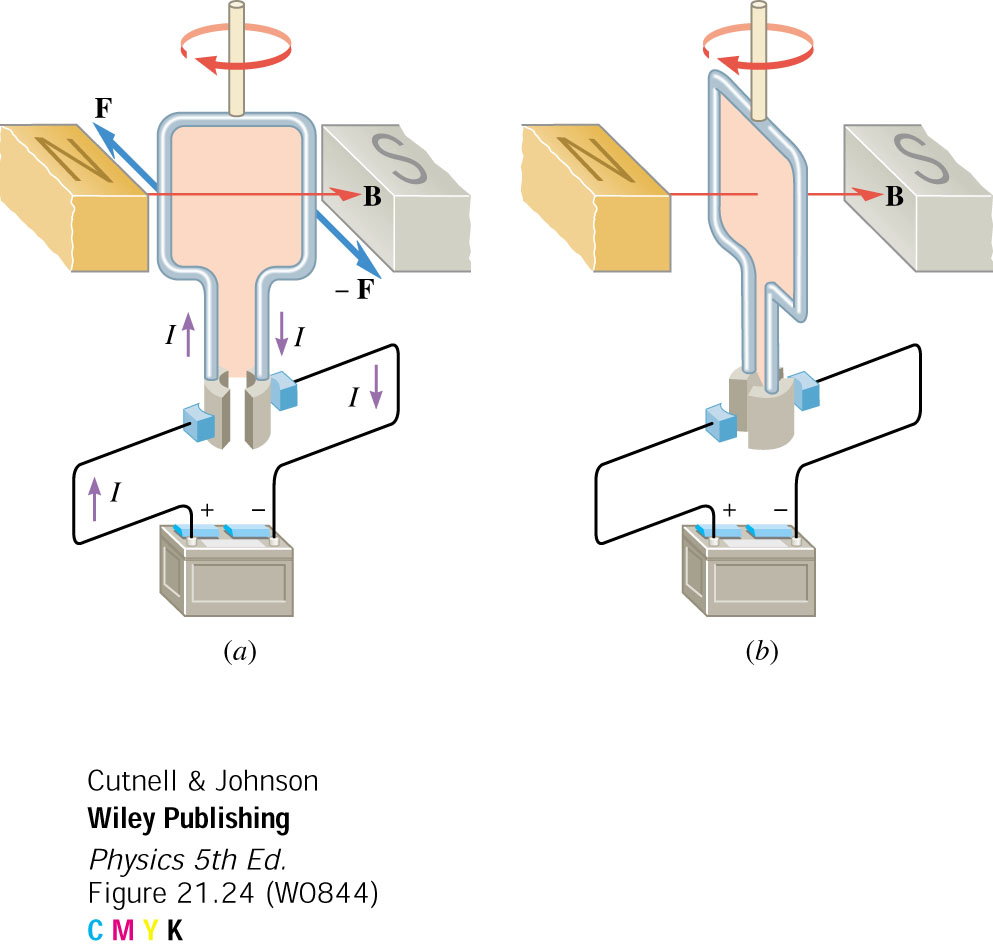 F
N
S
B
– F
I
I
I
I
+ –
(a)
N
S
B
+ –
(b)
Cutnell & Johnson
Wiley Publishing
Physics 5th Ed.
Figure 21.24 (W0844)
C M Y K